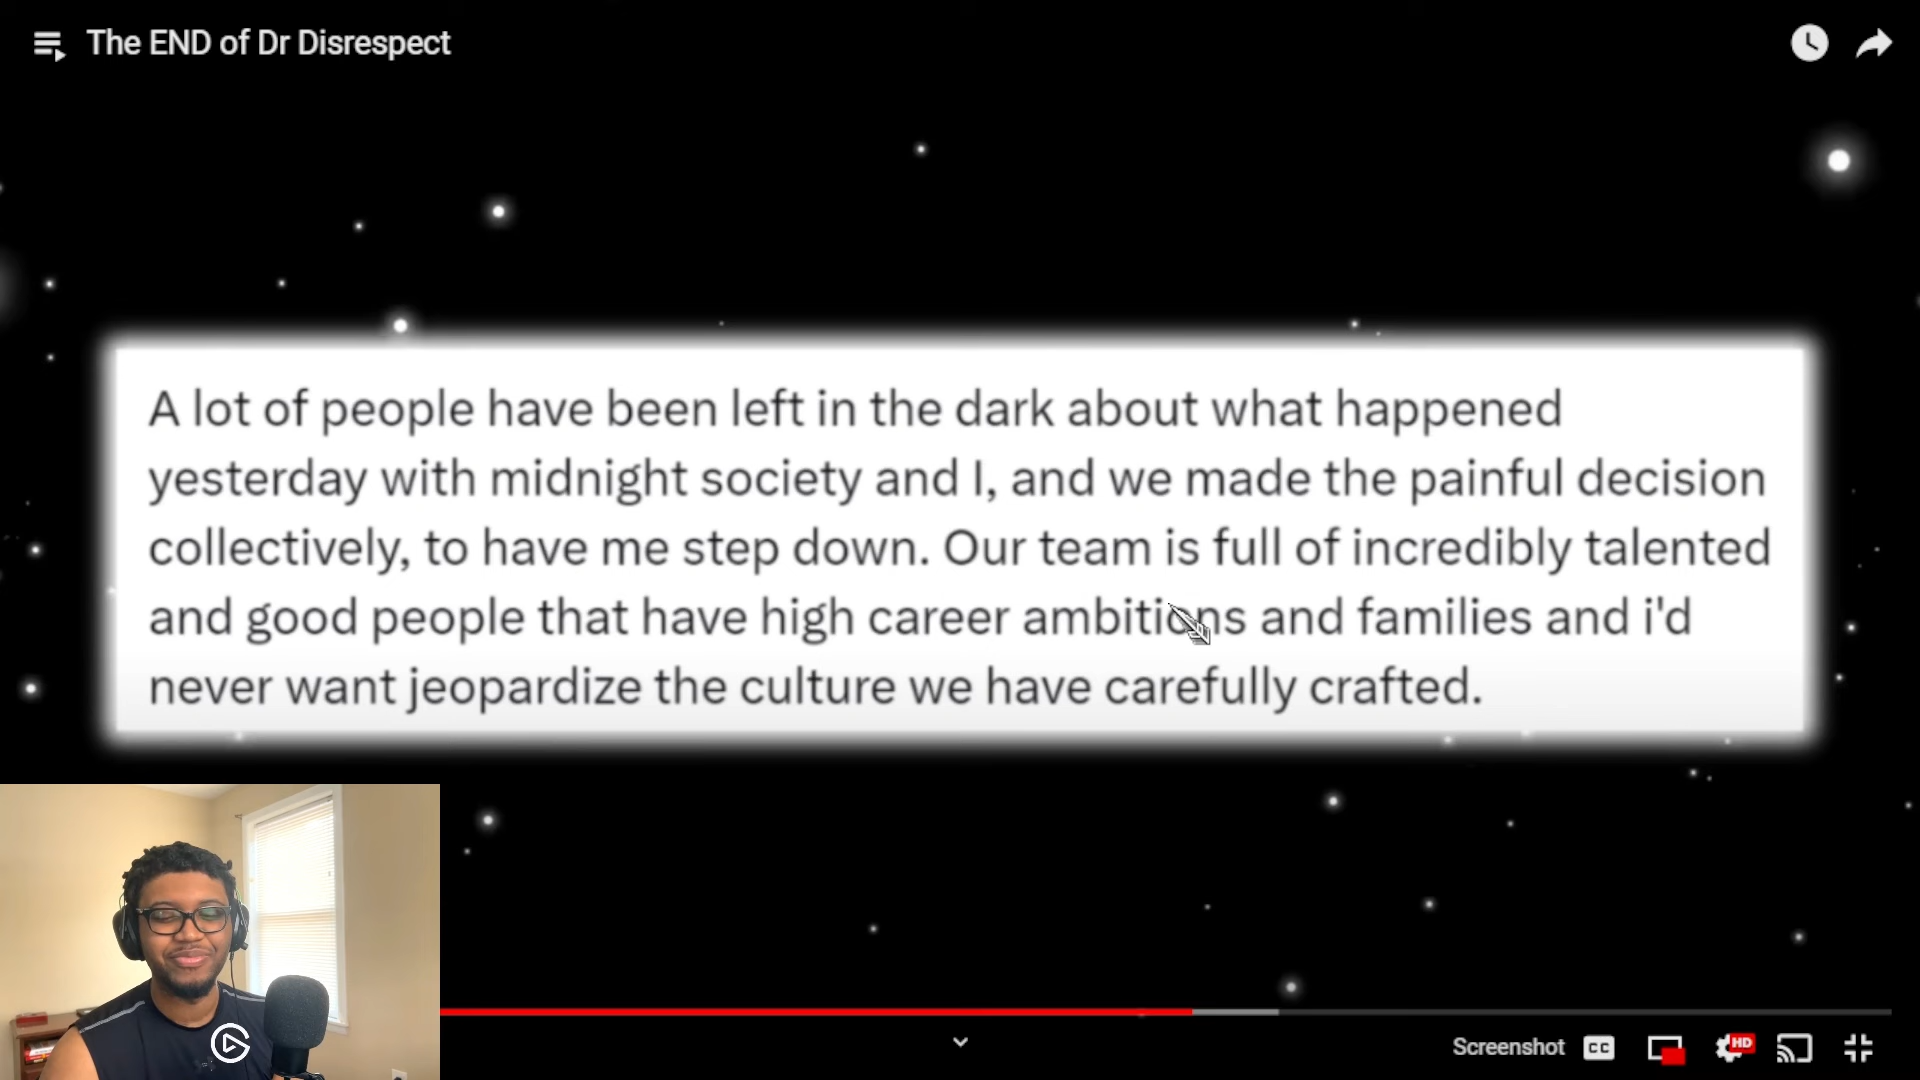 The END of Dr Disrespect
A lot of people have been left in the dark about what happened
yesterday with midnight society and I, and we made the painful decision
collectively, to have me step down. Our team is full of incredibly talented
and good people that have high career ambitions and families and i'd
never want jeopardize the culture we have carefully crafted.
Screenshot
CC
HD